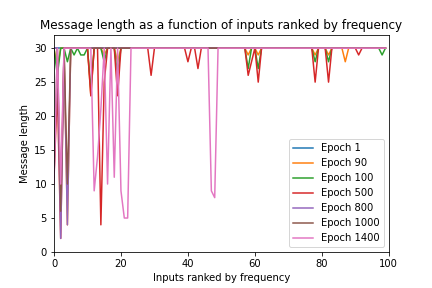 Message length as a function of inputs ranked by frequency
Message length
30
25
20
15
10
5
0
0 20 40 60 80 100
Inputs ranked by frequency
Epoch 1
Epoch 90
Epoch 100
Epoch 500
Epoch 800
Epoch 1000
Epoch 1400